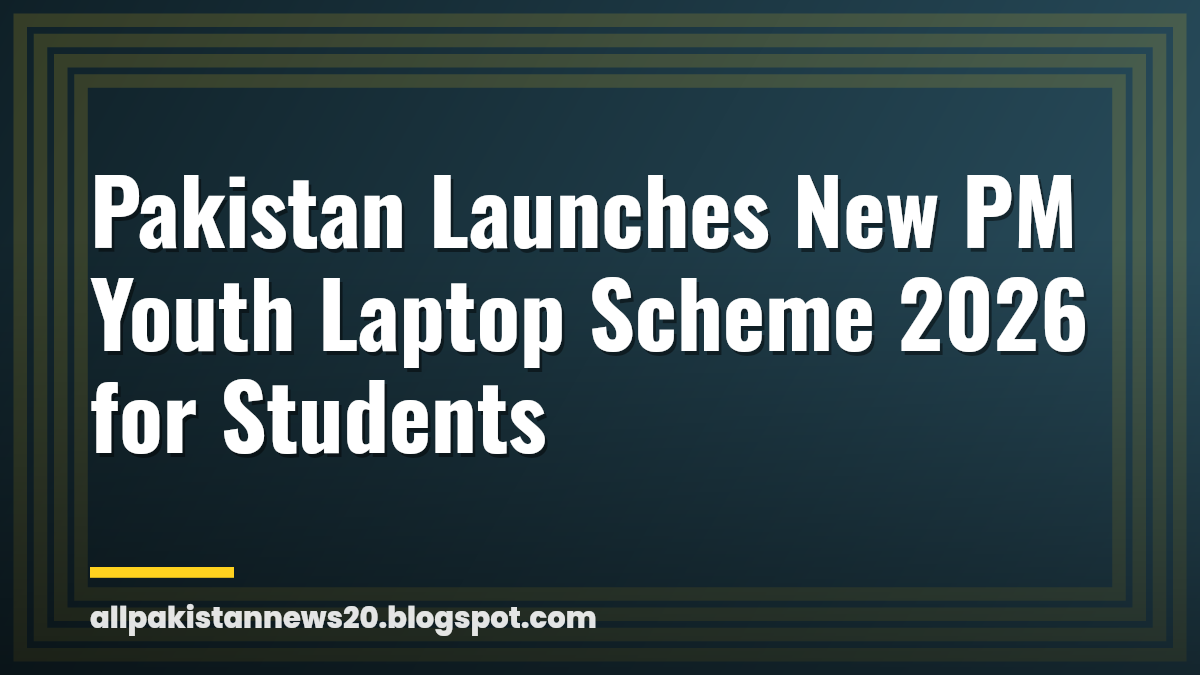 Pakistan Launches New PM
Youth Laptop Scheme 2026
for Students
allpakistannews20.blogspot.com